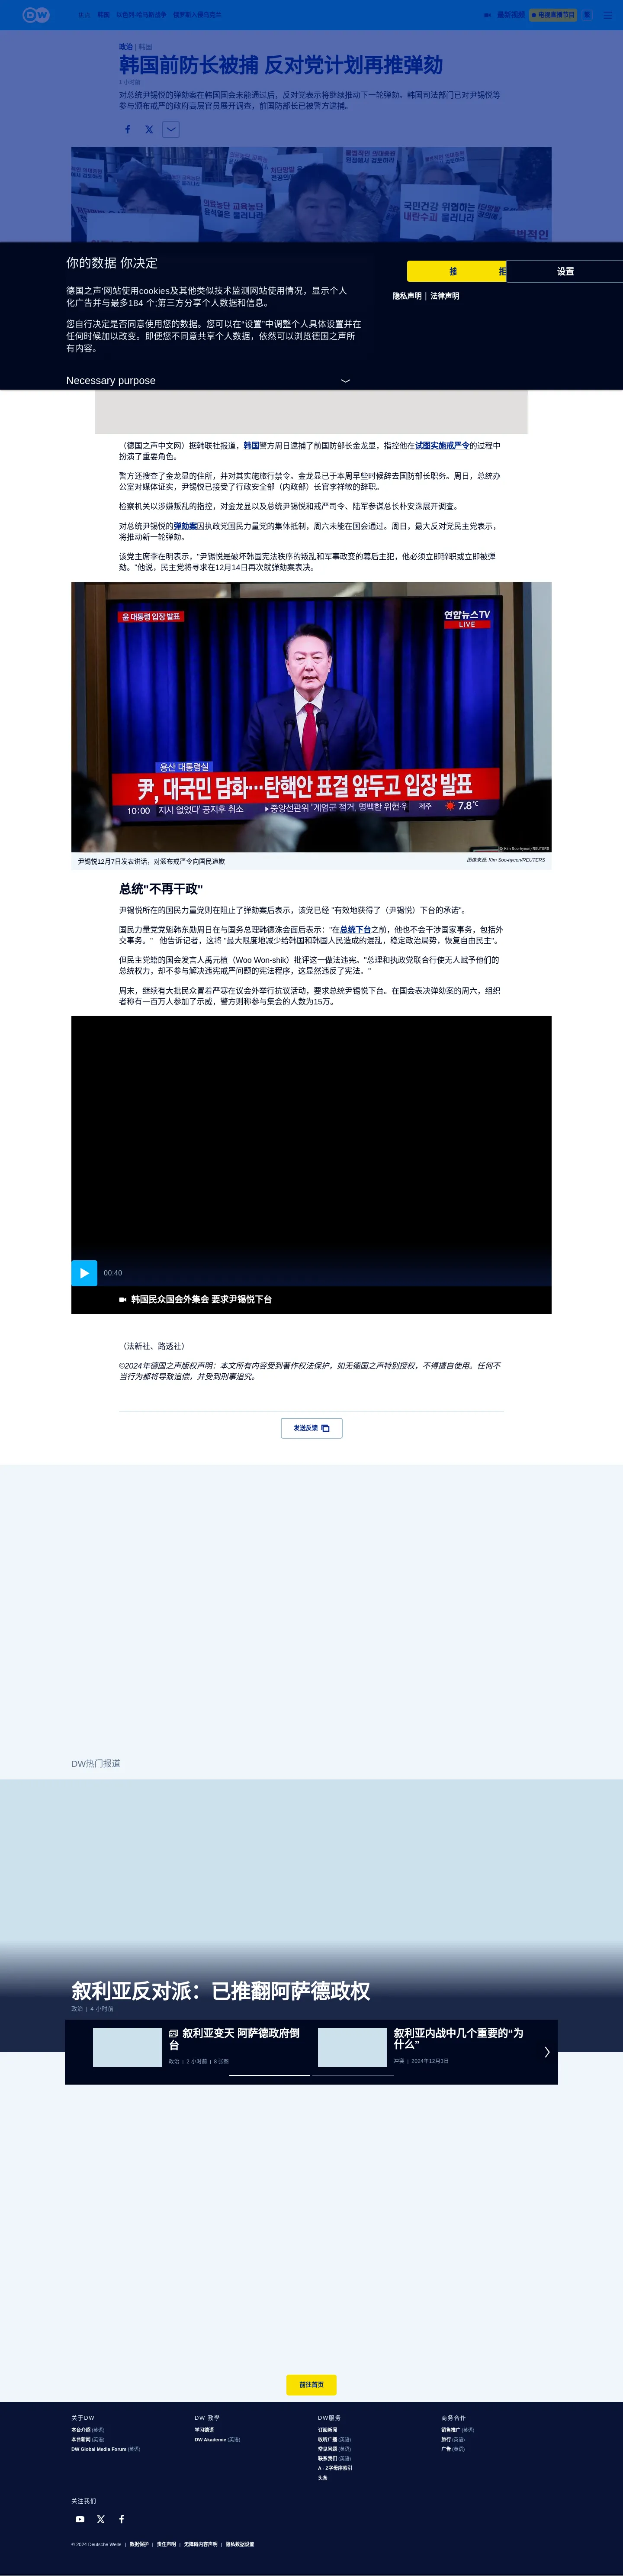 DW
焦点
韩国
以色列-哈马斯战争
俄罗斯入侵乌克兰
最新视频
电视直播节目
政治 | 韩国
韩国前防长被捕 反对党计划再推弹劾
1 小时前
对总统尹锡悦的弹劾案在韩国国会未能通过后，反对党表示将继续推动下一轮弹劾。韩国司法部门已对尹锡悦等
参与颁布戒严的政府高层官员展开调查，前国防部长已被警方逮捕。
你的数据 你决定
德国之声'网站使用cookies及其他类似技术监测网站使用情况，显示个人
化广告并与最多184 个;第三方分享个人数据和信息。
您自行决定是否同意使用您的数据。您可以在"设置"中调整个人具体设置并在
任何时候加以改变。即便您不同意共享个人数据，依然可以浏览德国之声所
有内容。
Necessary purpose
设置
隐私声明 | 法律声明
（德国之声中文网）据韩联社报道，韩国警方周日逮捕了前国防部长金龙显，指控他在试图实施戒严令的过程中
扮演了重要角色。
警方还搜查了金龙显的住所，并对其实施旅行禁令。金龙显已于本周早些时候辞去国防部长职务。周日，总统办
公室对媒体证实，尹锡悦已接受了行政安全部（内政部）长官李祥敏的辞职。
检察机关以涉嫌叛乱的指控，对金龙显以及总统尹锡悦和戒严司令、陆军参谋总长朴安洙展开调查。
对总统尹锡悦的弹劾案因执政党国民力量党的集体抵制，周六未能在国会通过。周日，最大反对党民主党表示，
将推动新一轮弹劾。
该党主席李在明表示，"尹锡悦是破坏韩国宪法秩序的叛乱和军事政变的幕后主犯，他必须立即辞职或立即被弹
劾。"他说，民主党将寻求在12月14日再次就弹劾案表决。
윤 대통령 입장 발표
연합뉴스TV
LIVE
용산 대통령실
尹, 대국민 담화…탄핵안 표결 앞두고 입장 발표
10:00 지시 없었다' 공지후 취소 ▶중앙선관위 "계엄군 점거, 명백한 위헌·위 제주 7.8℃
© Kim Soo-hyeon/REUTERS
尹锡悦12月7日发表讲话，对颁布戒严令向国民道歉
图像来源: Kim Soo-hyeon/REUTERS
总统"不再干政"
尹锡悦所在的国民力量党则在阻止了弹劾案后表示，该党已经 "有效地获得了（尹锡悦）下台的承诺"。
国民力量党党魁韩东勋周日在与国务总理韩德洙会面后表示："在总统下台之前，他也不会干涉国家事务，包括外
交事务。" 他告诉记者，这将 "最大限度地减少给韩国和韩国人民造成的混乱，稳定政治局势，恢复自由民主"。
但民主党籍的国会发言人禹元植（Woo Won-shik）批评这一做法违宪。"总理和执政党联合行使无人赋予他们的
总统权力，却不参与解决违宪戒严问题的宪法程序，这显然违反了宪法。"
周末，继续有大批民众冒着严寒在议会外举行抗议活动，要求总统尹锡悦下台。在国会表决弹劾案的周六，组织
者称有一百万人参加了示威，警方则称参与集会的人数为15万。
00:40
韩国民众国会外集会 要求尹锡悦下台
（法新社、路透社）
©2024年德国之声版权声明：本文所有内容受到著作权法保护，如无德国之声特别授权，不得擅自使用。任何不
当行为都将导致追偿，并受到刑事追究。
发送反馈
DW热门报道
叙利亚反对派：已推翻阿萨德政权
政治 | 4 小时前
叙利亚变天 阿萨德政府倒
台
政治 | 2 小时前 | 8 张图
叙利亚内战中几个重要的“为
什么”
冲突 | 2024年12月3日
前往首页
关于DW
本台介绍 (英语)
本台新闻 (英语)
DW Global Media Forum (英语)
DW 教學
学习德语
DW Akademie (英语)
DW服务
订阅新闻
收听广播 (英语)
常见问题 (英语)
联系我们 (英语)
A - Z字母序索引
头条
商务合作
销售推广 (英语)
旅行 (英语)
广告 (英语)
关注我们
© 2024 Deutsche Welle | 数据保护 | 责任声明 | 无障碍内容声明 | 隐私数据设置